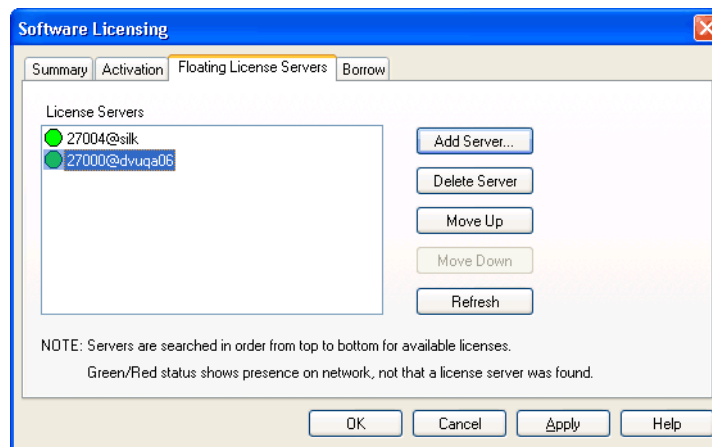 Software Licensing
Summary Activation Floating License Servers Borrow
License Servers
27004@silk
27000@dvuqa06
Add Server...
Delete Server
Move Up
Move Down
Refresh
NOTE: Servers are searched in order from top to bottom for available licenses.
Green/Red status shows presence on network, not that a license server was found.
OK Cancel Apply Help